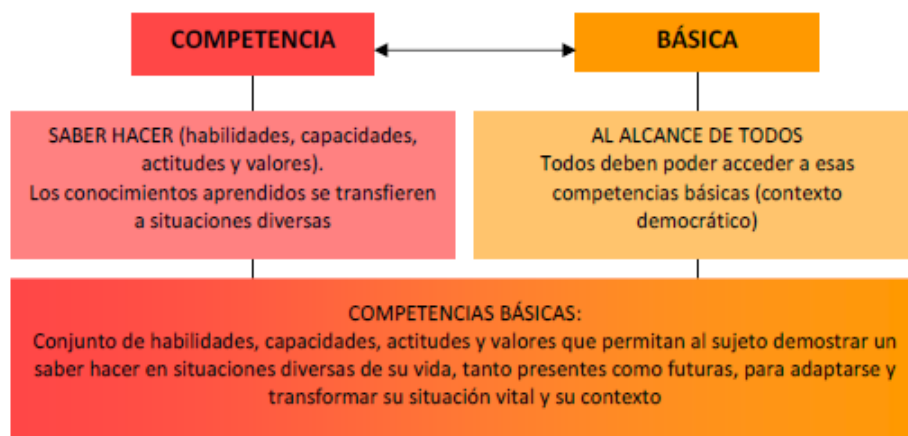 COMPETENCIA
BÁSICA
SABER HACER (habilidades, capacidades,
actitudes y valores).
Los conocimientos aprendidos se transfieren
a situaciones diversas
AL ALCANCE DE TODOS
Todos deben poder acceder a esas
competencias básicas (contexto
democrático)
COMPETENCIAS BÁSICAS:
Conjunto de habilidades, capacidades, actitudes y valores que permitan al sujeto demostrar un
saber hacer en situaciones diversas de su vida, tanto presentes como futuras, para adaptarse y
transformar su situación vital y su contexto